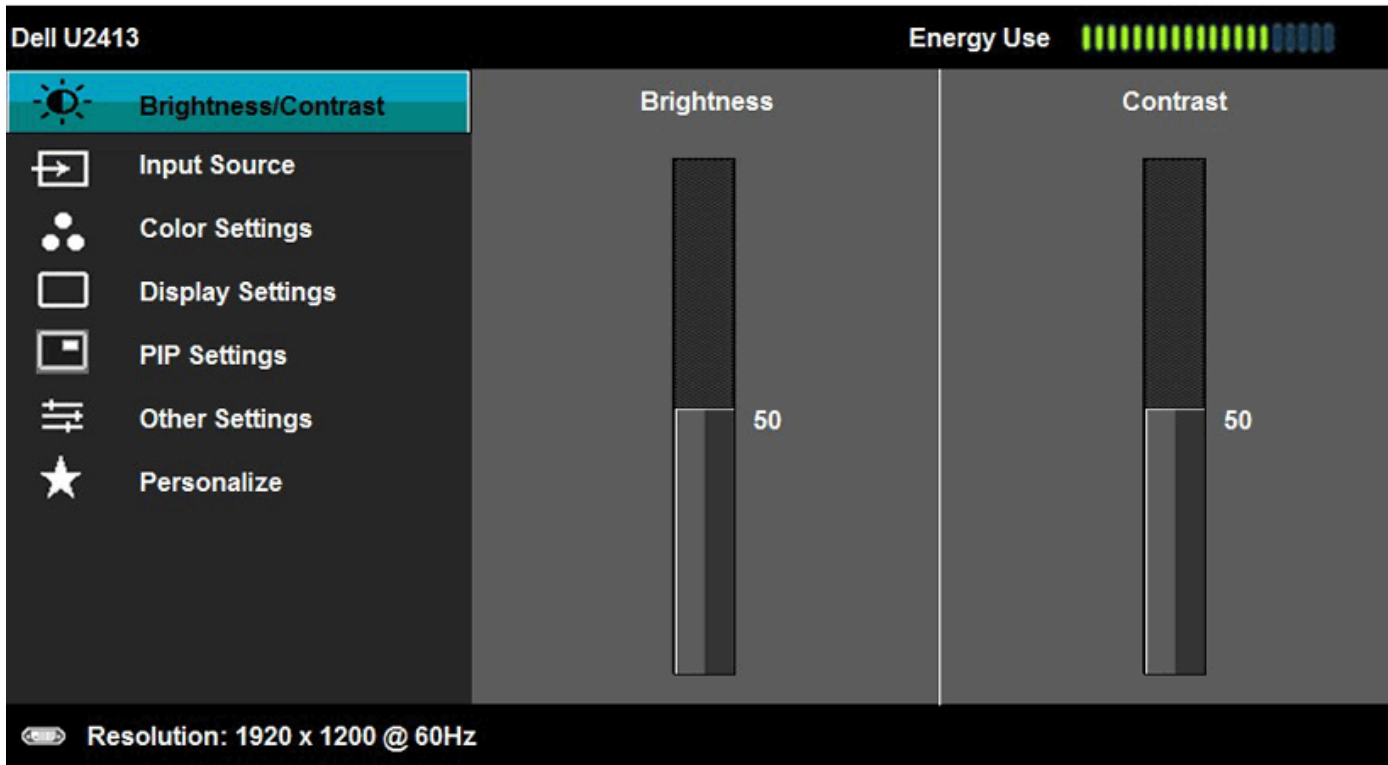 Dell U2413
Energy Use
Brightness/Contrast
Input Source
Color Settings
Display Settings
PIP Settings
Other Settings
Personalize
Brightness
50
Contrast
50
Resolution: 1920 x 1200 @ 60Hz